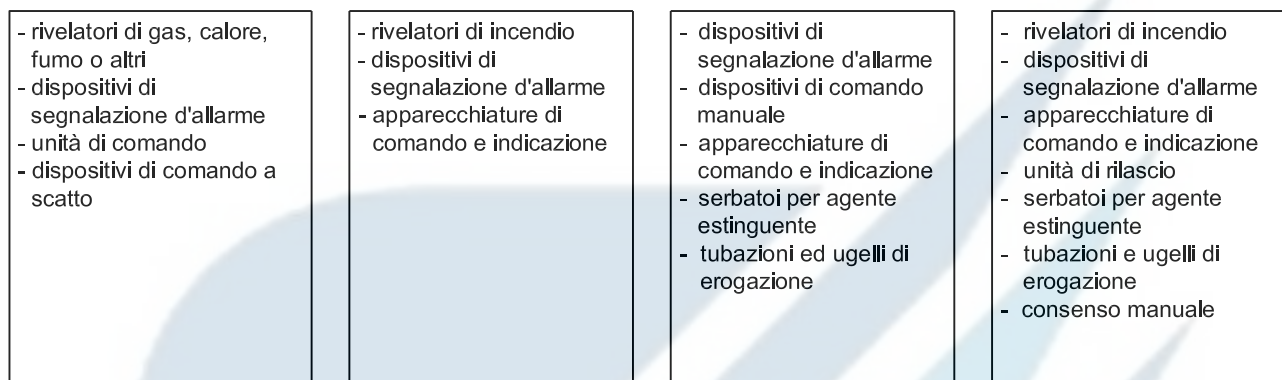 - rivelatori di gas, calore,
fumo o altri
- dispositivi di
segnalazione d'allarme
- unità di comando
- dispositivi di comando a
scatto
- rivelatori di incendio
- dispositivi di
segnalazione d'allarme
- apparecchiature di
comando e indicazione
- dispositivi di
segnalazione d'allarme
- dispositivi di comando
manuale
- apparecchiature di
comando e indicazione
- serbatoi per agente
estinguente
- tubazioni ed ugelli di
erogazione
- rivelatori di incendio
- dispositivi di
segnalazione d'allarme
- apparecchiature di
comando e indicazione
- unità di rilascio
- serbatoi per agente
estinguente
- tubazioni e ugelli di
erogazione
- consenso manuale